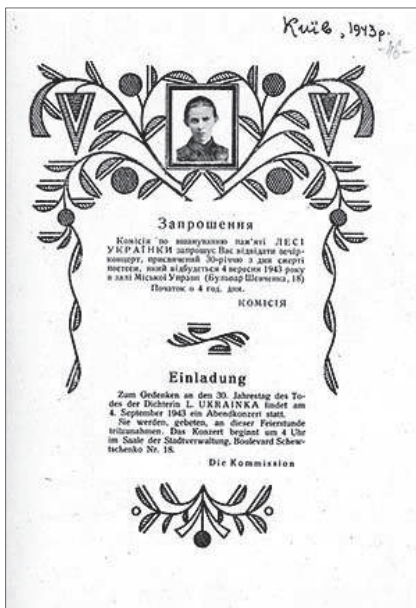 Київ, 1943 р.
-46-
Запрошення
Комісія по вшануванню пам'яті ЛЕСІ
УКРАЇНКИ запрошує Вас відвідати вечір-
концерт, присвячений 30-річчю з дня смерті
поетеси, який відбудеться 4 вересня 1943 року
в залі Міської Управи (Бульвар Шевченка, 18)
Початок о 4 год. дня.
КОМІСІЯ
Einladung
Zum Gedenken an den 30. Jahrestag des To-
des der Dichterin L. UKRAINKA findet am
4. September 1943 ein Abendkonzert statt.
Sie werden, gebeten, an dieser Feierstunde
teilzunahmen. Das Konzert beginnt um 4 Uhr
im Saale der Stadtverwaltung, Boulevard Schew-
tschenko Nr. 18.
Die Kommission